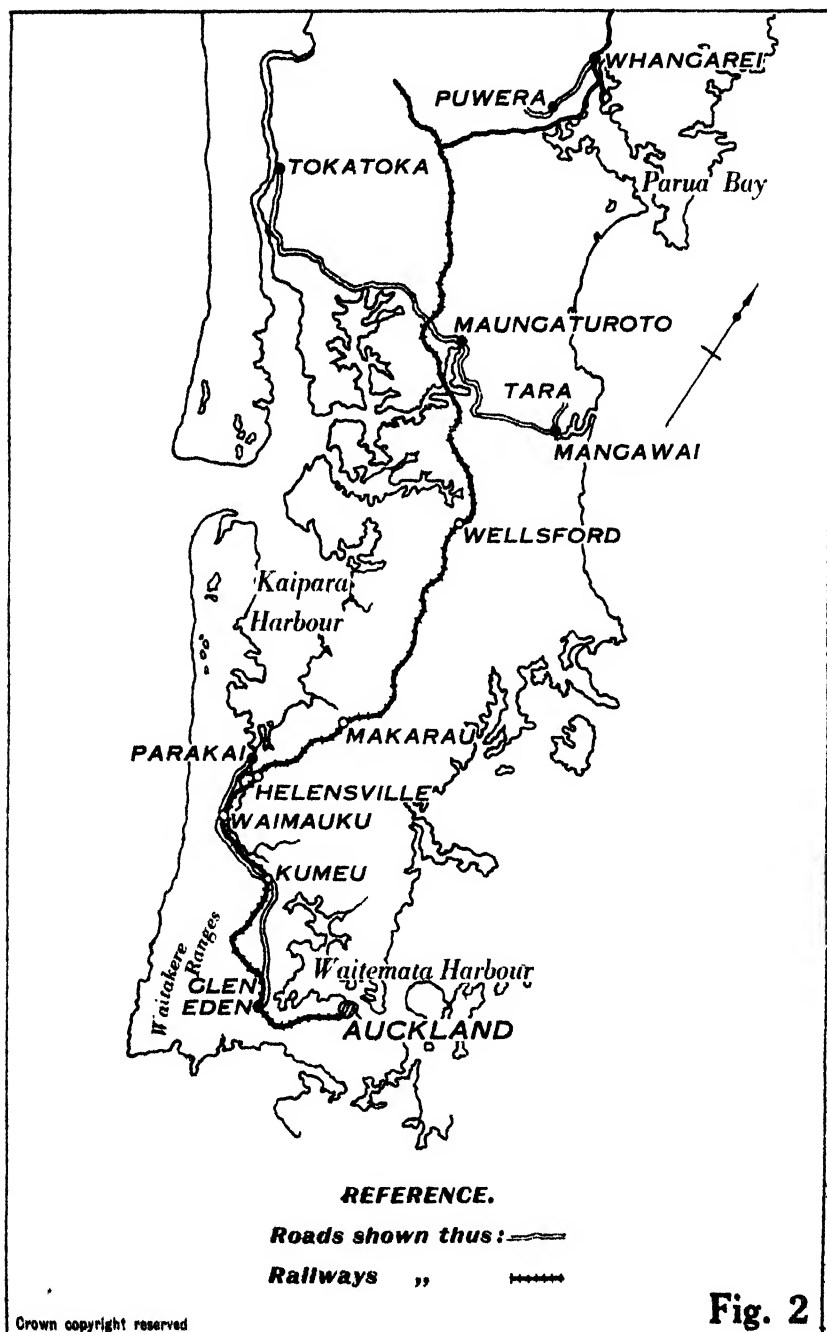 WHANGAREI
PUWERA
TOKATOKA
Parua Bay
MAUNGATUROTO
TARA
MANGAWAI
WELLSFORD
Kaipara
Harbour
MAKARAU
PARAKAI
HELENSVILLE
WAIMAUKU
KUMEU
Waitakere
Ranges
Waitemata Harbour
GLEN
EDEN
AUCKLAND
REFERENCE.
Roads shown thus:
Railways „
Fig. 2
Crown copyright reserved